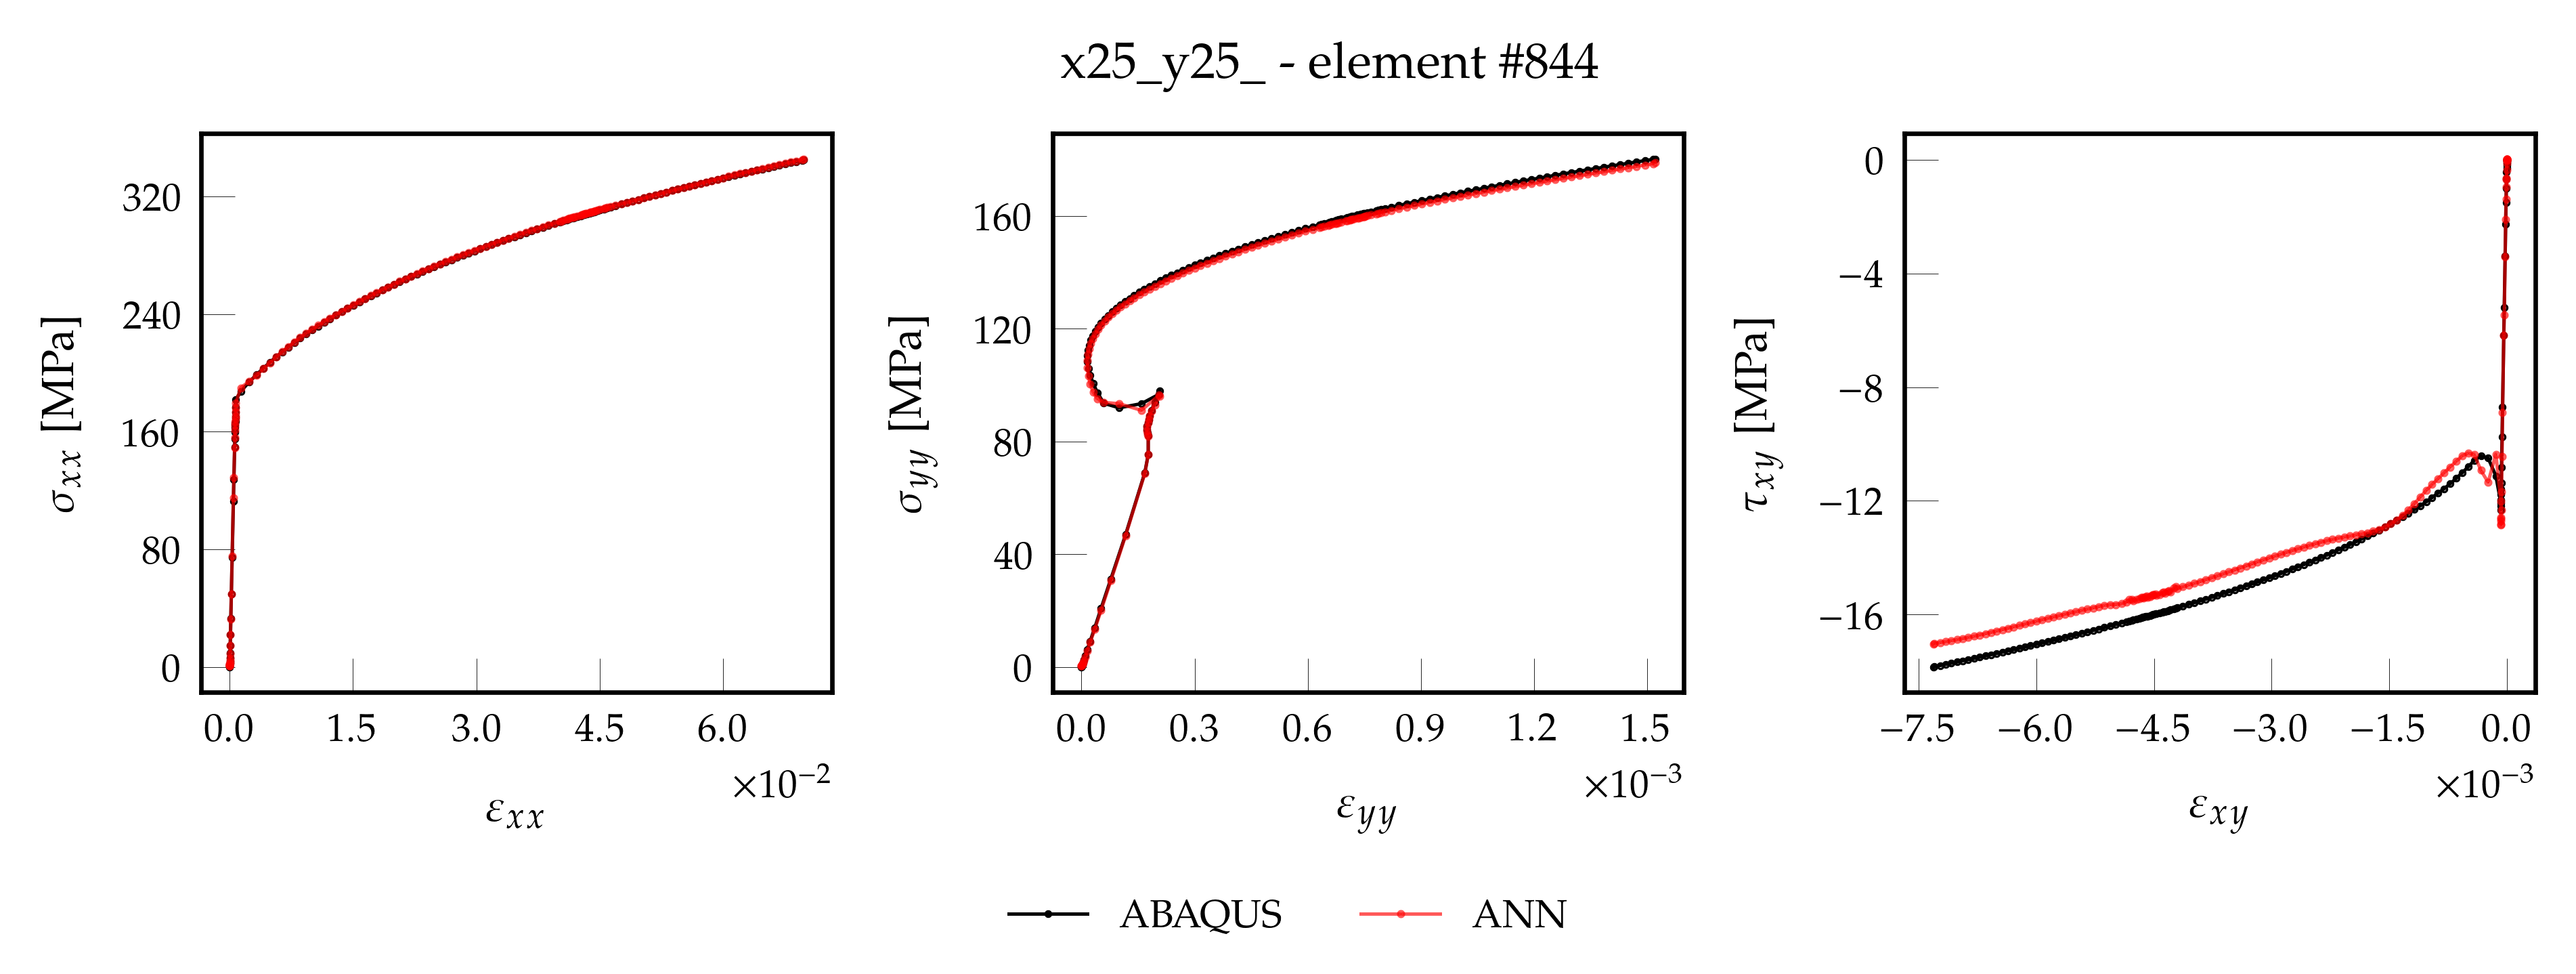 x25_y25_ - element #844
σxx [MPa]
320
240
160
80
0
0.0 1.5 3.0 4.5 6.0
×10−2
εxx
σyy [MPa]
160
120
80
40
0
0.0 0.3 0.6 0.9 1.2 1.5
×10−3
εyy
τxy [MPa]
0
−4
−8
−12
−16
−7.5 −6.0 −4.5 −3.0 −1.5 0.0
×10−3
εxy
ABAQUS ANN